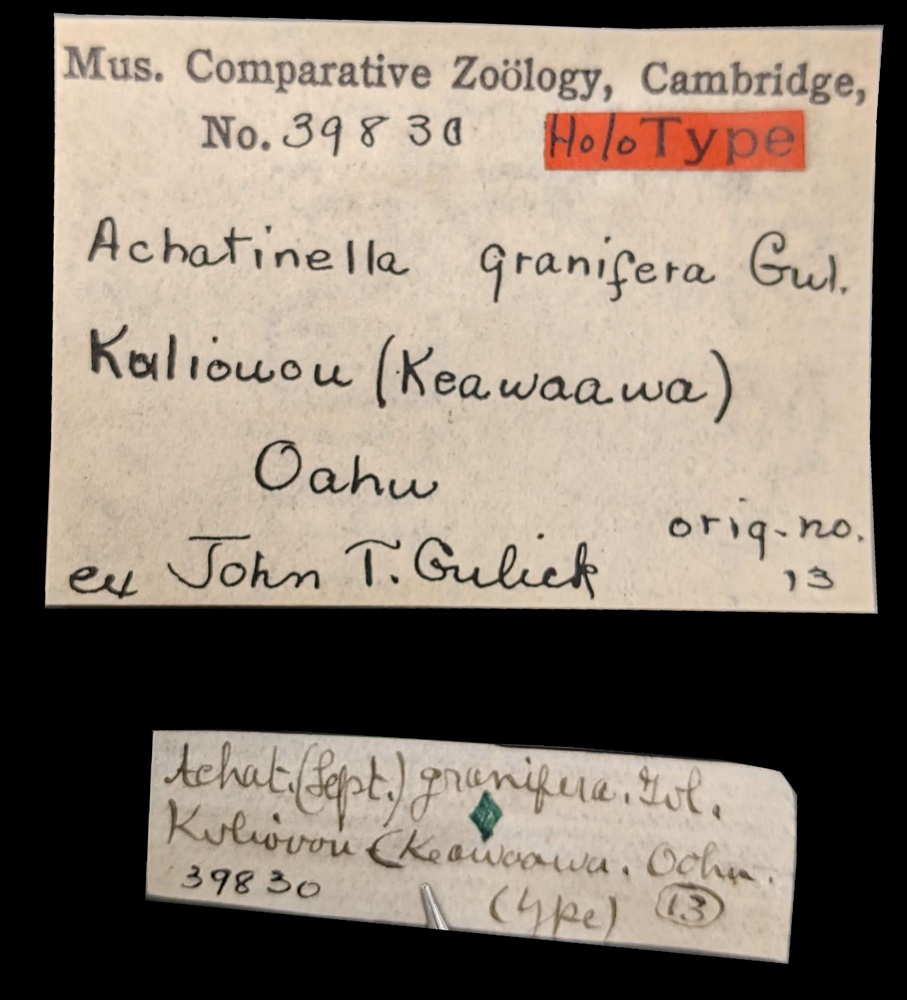 Mus. Comparative Zoölogy, Cambridge,
No. 39830 HoloType
Achatinella granifera Gul.
Kaliouou (Keawaawa)
Oahu
orig. no.
ex John T. Gulick 13
Achat. (Lept.) granifera. Gul.
Kuliouou (Keawaawa. Oahu.
39830 (type) 13